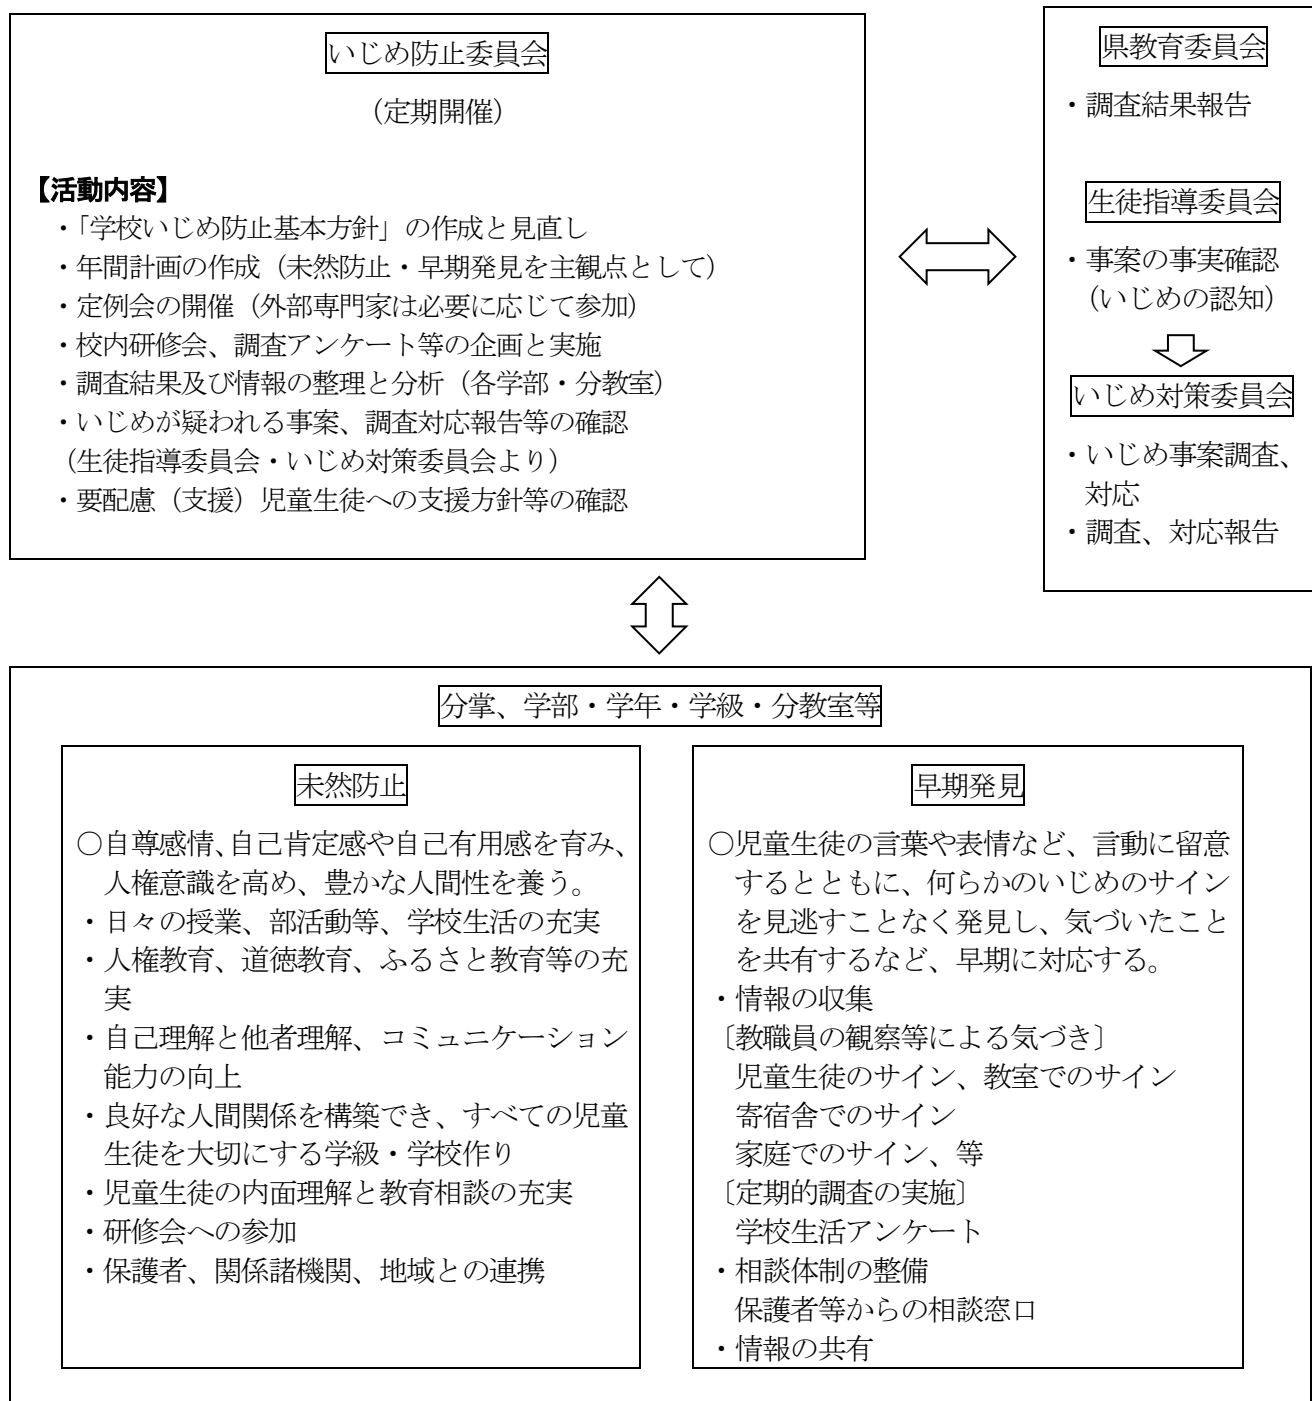 いじめ防止委員会
(定期開催)
【活動内容】
・「学校いじめ防止基本方針」の作成と見直し
・年間計画の作成（未然防止・早期発見を主観点として）
・定例会の開催（外部専門家は必要に応じて参加）
・校内研修会、調査アンケート等の企画と実施
・調査結果及び情報の整理と分析（各学部・分教室）
・いじめが疑われる事案、調査対応報告等の確認
（生徒指導委員会・いじめ対策委員会より）
・要配慮（支援）児童生徒への支援方針等の確認
県教育委員会
・調査結果報告
生徒指導委員会
・事案の事実確認
（いじめの認知）
いじめ対策委員会
・いじめ事案調査、
対応
・調査、対応報告
分掌、学部・学年・学級・分教室等
未然防止
○自尊感情、自己肯定感や自己有用感を育み、
人権意識を高め、豊かな人間性を養う。
・日々の授業、部活動等、学校生活の充実
・人権教育、道徳教育、ふるさと教育等の充
実
・自己理解と他者理解、コミュニケーション
能力の向上
・良好な人間関係を構築でき、すべての児童
生徒を大切にする学級・学校作り
・児童生徒の内面理解と教育相談の充実
・研修会への参加
・保護者、関係諸機関、地域との連携
早期発見
○児童生徒の言葉や表情など、言動に留意
するとともに、何らかのいじめのサイン
を見逃すことなく発見し、気づいたこと
を共有するなど、早期に対応する。
・情報の収集
〔教職員の観察等による気づき〕
児童生徒のサイン、教室でのサイン
寄宿舎でのサイン
家庭でのサイン、等
〔定期的調査の実施〕
学校生活アンケート
・相談体制の整備
保護者等からの相談窓口
・情報の共有